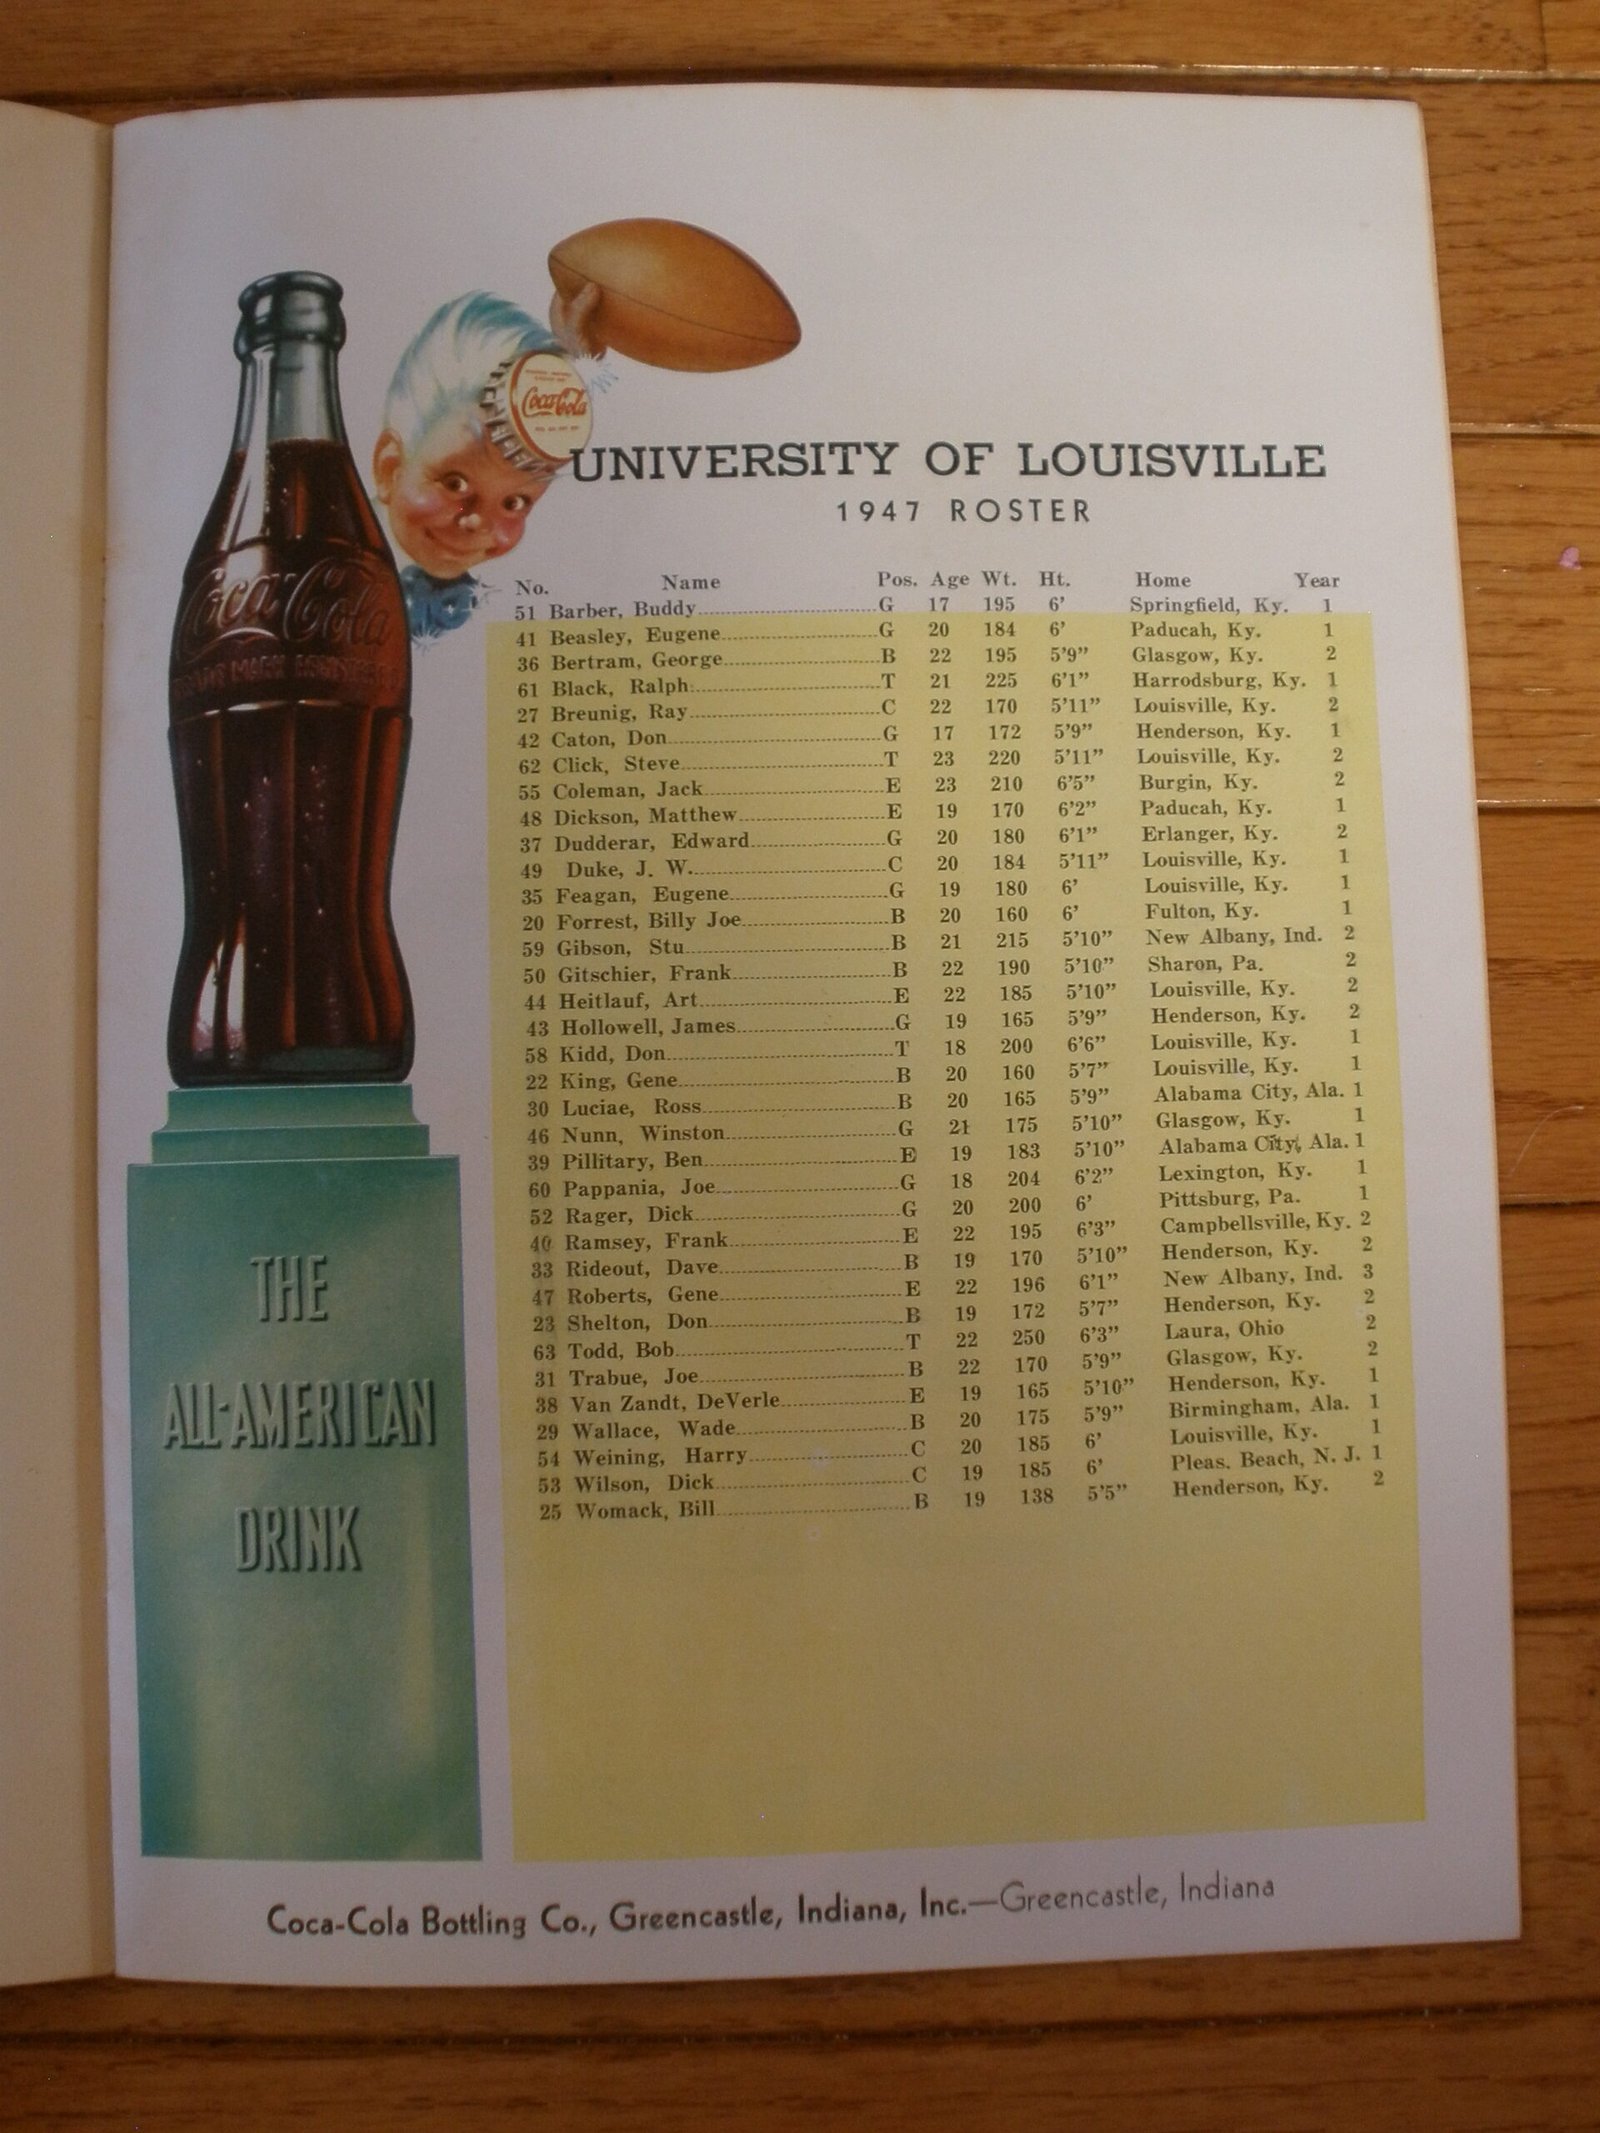 Coca-Cola
UNIVERSITY OF LOUISVILLE
1947 ROSTER
No. Name Pos. Age Wt. Ht. Home Year
51 Barber, Buddy G 17 195 6' Springfield, Ky. 1
41 Beasley, Eugene G 20 184 6' Paducah, Ky. 1
36 Bertram, George B 22 195 5'9" Glasgow, Ky. 2
61 Black, Ralph T 21 225 6'1" Harrodsburg, Ky. 1
27 Breunig, Ray C 22 170 5'11" Louisville, Ky. 2
42 Caton, Don G 17 172 5'9" Henderson, Ky. 1
62 Click, Steve T 23 220 5'11" Louisville, Ky. 2
55 Coleman, Jack E 23 210 6'5" Burgin, Ky. 2
48 Dickson, Matthew E 19 170 6'2" Paducah, Ky. 1
37 Dudderar, Edward G 20 180 6'1" Erlanger, Ky. 2
49 Duke, J. W. C 20 184 5'11" Louisville, Ky. 1
35 Feagan, Eugene G 19 180 6' Louisville, Ky. 1
20 Forrest, Billy Joe B 20 160 6' Fulton, Ky. 1
59 Gibson, Stu B 21 215 5'10" New Albany, Ind. 2
50 Gitschier, Frank B 22 190 5'10" Sharon, Pa. 2
44 Heitlauf, Art E 22 185 5'10" Louisville, Ky. 2
43 Hollowell, James G 19 165 5'9" Henderson, Ky. 2
58 Kidd, Don T 18 200 6'6" Louisville, Ky. 1
22 King, Gene B 20 160 5'7" Louisville, Ky. 1
30 Luciae, Ross B 20 165 5'9" Alabama City, Ala. 1
46 Nunn, Winston G 21 175 5'10" Glasgow, Ky. 1
39 Pillitary, Ben E 19 183 5'10" Alabama City, Ala. 1
60 Pappania, Joe G 18 204 6'2" Lexington, Ky. 1
52 Rager, Dick G 20 200 6' Pittsburg, Pa. 1
40 Ramsey, Frank E 22 195 6'3" Campbellsville, Ky. 2
33 Rideout, Dave B 19 170 5'10" Henderson, Ky. 2
47 Roberts, Gene E 22 196 6'1" New Albany, Ind. 3
23 Shelton, Don B 19 172 5'7" Henderson, Ky. 2
63 Todd, Bob T 22 250 6'3" Laura, Ohio 2
31 Trabue, Joe B 22 170 5'9" Glasgow, Ky. 2
38 Van Zandt, DeVerle E 19 165 5'10" Henderson, Ky. 1
29 Wallace, Wade B 20 175 5'9" Birmingham, Ala. 1
54 Weining, Harry C 20 185 6' Louisville, Ky. 1
53 Wilson, Dick C 19 185 6' Pleas. Beach, N. J. 1
25 Womack, Bill B 19 138 5'5" Henderson, Ky. 2
Coca-Cola
TRADE MARK REGISTERED
THE
ALL-AMERICAN
DRINK
Coca-Cola Bottling Co., Greencastle, Indiana, Inc.—Greencastle, Indiana